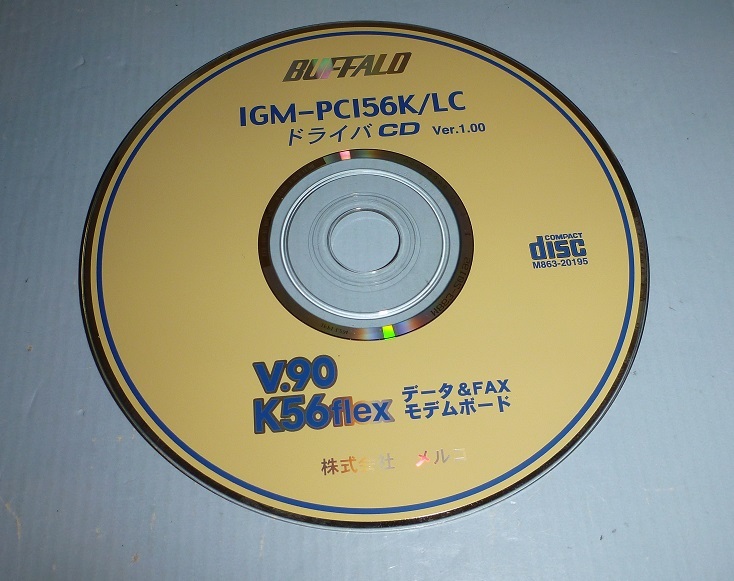 BUFFALO
IGM-PCI56K/LC
ドライバCD Ver.1.00
COMPACT
disc
M863-20195
V.90
K56flex
データ&FAX
モデムボード
株式会社 メルコ